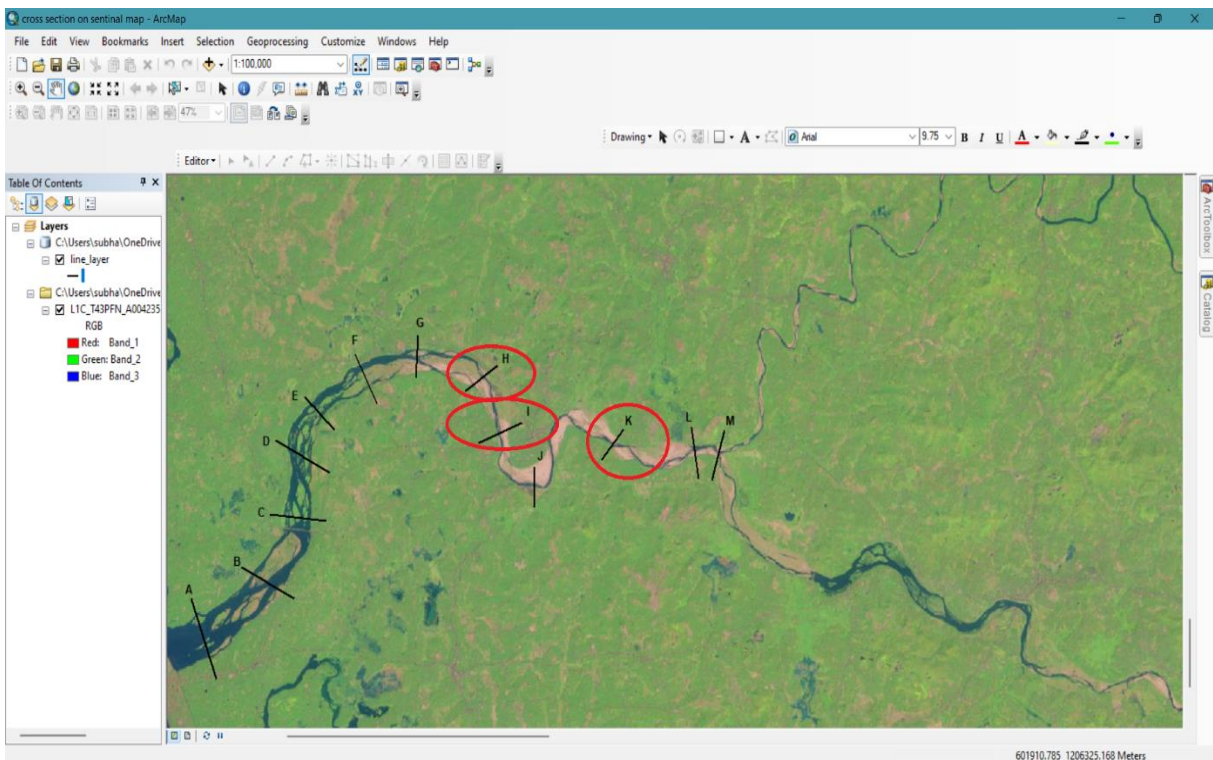 cross section on sentinal map - ArcMap
File Edit View Bookmarks Insert Selection Geoprocessing Customize Windows Help
1:100,000
47%
Drawing A Arial 9.75 B I U A
Editor
Table Of Contents
Layers
C:\Users\subha\OneDrive
line_layer
C:\Users\subha\OneDrive
L1C_T43PFN_A004235
RGB
Red: Band_1
Green: Band_2
Blue: Band_3
G
F
H
E
I
K
L
M
D
J
C
B
A
ArcToolbox
Catalog
601910.785 1206325.168 Meters